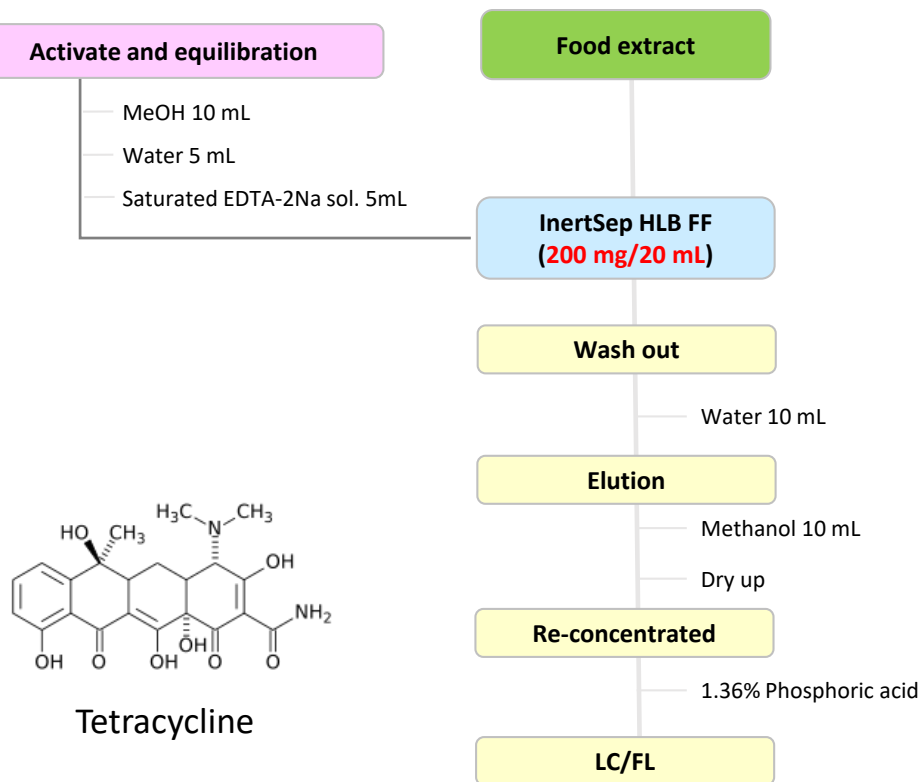 Activate and equilibration
MeOH 10 mL
Water 5 mL
Saturated EDTA-2Na sol. 5mL
Food extract
InertSep HLB FF
(200 mg/20 mL)
Wash out
Water 10 mL
Elution
Methanol 10 mL
Dry up
Re-concentrated
1.36% Phosphoric acid
LC/FL
H₃C CH₃
HO CH₃ N
OH
NH₂
OH O OH OH O O
Tetracycline